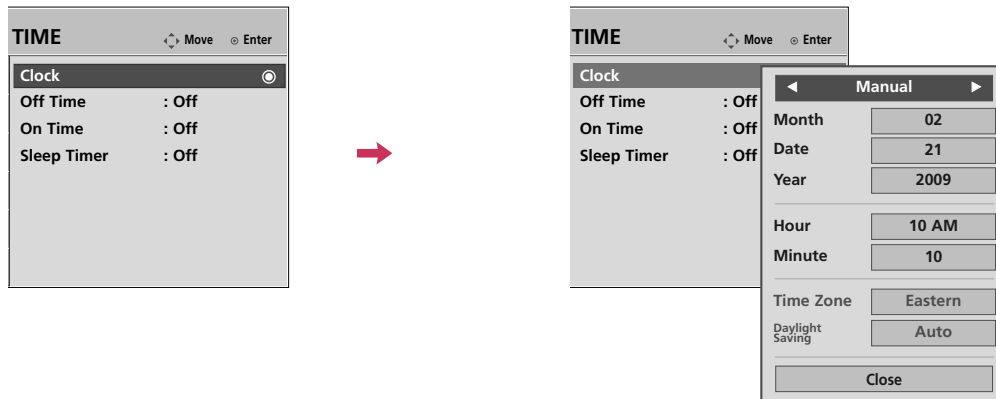 TIME Move Enter
Clock
Off Time : Off
On Time : Off
Sleep Timer : Off
TIME Move Enter
Clock
Off Time : Off
On Time : Off
Sleep Timer : Off
Manual
Month 02
Date 21
Year 2009
Hour 10 AM
Minute 10
Time Zone Eastern
Daylight
Saving Auto
Close